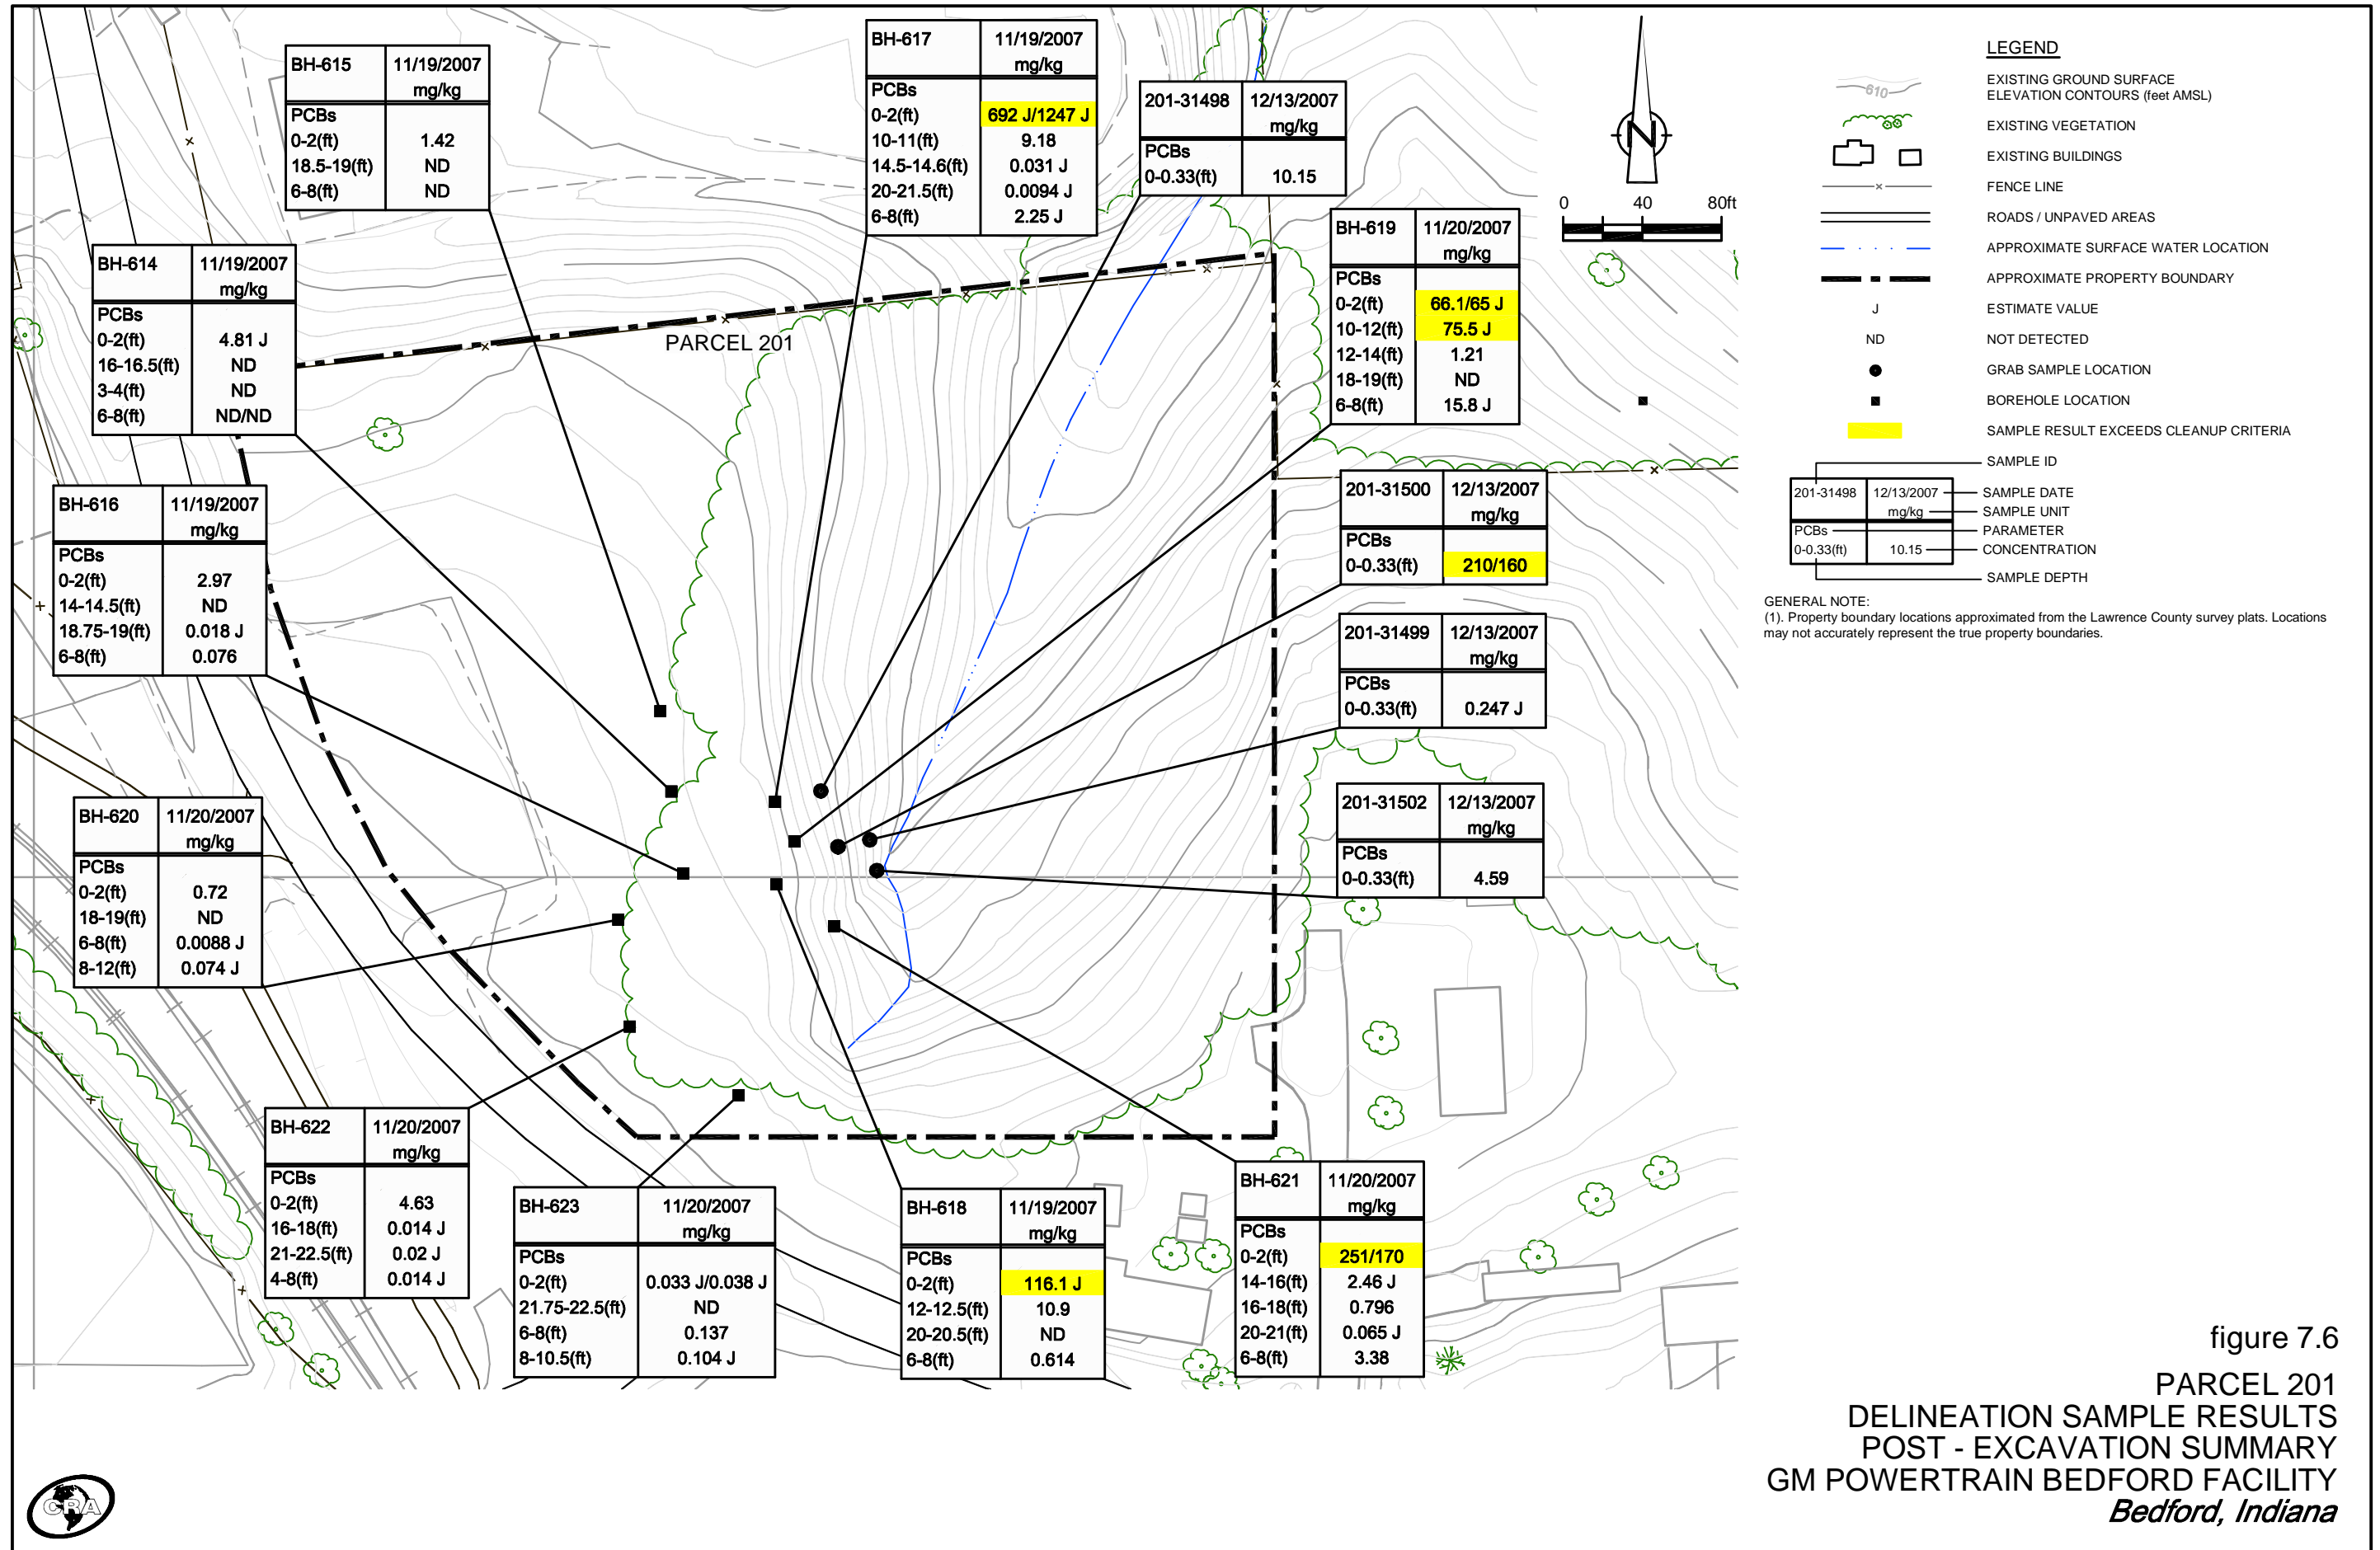 BH-615 11/19/2007
mg/kg
PCBs
0-2(ft) 1.42
18.5-19(ft) ND
6-8(ft) ND
BH-617 11/19/2007
mg/kg
PCBs
0-2(ft) 692 J/1247 J
10-11(ft) 9.18
14.5-14.6(ft) 0.031 J
20-21.5(ft) 0.0094 J
6-8(ft) 2.25 J
201-31498 12/13/2007
mg/kg
PCBs
0-0.33(ft) 10.15
N
0 40 80ft
BH-619 11/20/2007
mg/kg
PCBs
0-2(ft) 66.1/65 J
10-12(ft) 75.5 J
12-14(ft) 1.21
18-19(ft) ND
6-8(ft) 15.8 J
BH-614 11/19/2007
mg/kg
PCBs
0-2(ft) 4.81 J
16-16.5(ft) ND
3-4(ft) ND
6-8(ft) ND/ND
PARCEL 201
BH-616 11/19/2007
mg/kg
PCBs
0-2(ft) 2.97
14-14.5(ft) ND
18.75-19(ft) 0.018 J
6-8(ft) 0.076
201-31500 12/13/2007
mg/kg
PCBs
0-0.33(ft) 210/160
201-31499 12/13/2007
mg/kg
PCBs
0-0.33(ft) 0.247 J
201-31502 12/13/2007
mg/kg
PCBs
0-0.33(ft) 4.59
BH-620 11/20/2007
mg/kg
PCBs
0-2(ft) 0.72
18-19(ft) ND
6-8(ft) 0.0088 J
8-12(ft) 0.074 J
BH-622 11/20/2007
mg/kg
PCBs
0-2(ft) 4.63
16-18(ft) 0.014 J
21-22.5(ft) 0.02 J
4-8(ft) 0.014 J
BH-623 11/20/2007
mg/kg
PCBs
0-2(ft) 0.033 J/0.038 J
21.75-22.5(ft) ND
6-8(ft) 0.137
8-10.5(ft) 0.104 J
BH-618 11/19/2007
mg/kg
PCBs
0-2(ft) 116.1 J
12-12.5(ft) 10.9
20-20.5(ft) ND
6-8(ft) 0.614
BH-621 11/20/2007
mg/kg
PCBs
0-2(ft) 251/170
14-16(ft) 2.46 J
16-18(ft) 0.796
20-21(ft) 0.065 J
6-8(ft) 3.38
LEGEND
610 EXISTING GROUND SURFACE
ELEVATION CONTOURS (feet AMSL)
EXISTING VEGETATION
EXISTING BUILDINGS
FENCE LINE
ROADS / UNPAVED AREAS
APPROXIMATE SURFACE WATER LOCATION
APPROXIMATE PROPERTY BOUNDARY
J ESTIMATE VALUE
ND NOT DETECTED
GRAB SAMPLE LOCATION
BOREHOLE LOCATION
SAMPLE RESULT EXCEEDS CLEANUP CRITERIA
SAMPLE ID
201-31498 12/13/2007 SAMPLE DATE
mg/kg SAMPLE UNIT
PCBs PARAMETER
0-0.33(ft) 10.15 CONCENTRATION
SAMPLE DEPTH
GENERAL NOTE:
(1). Property boundary locations approximated from the Lawrence County survey plats. Locations
may not accurately represent the true property boundaries.
figure 7.6
PARCEL 201
DELINEATION SAMPLE RESULTS
POST - EXCAVATION SUMMARY
GM POWERTRAIN BEDFORD FACILITY
Bedford, Indiana
CRA